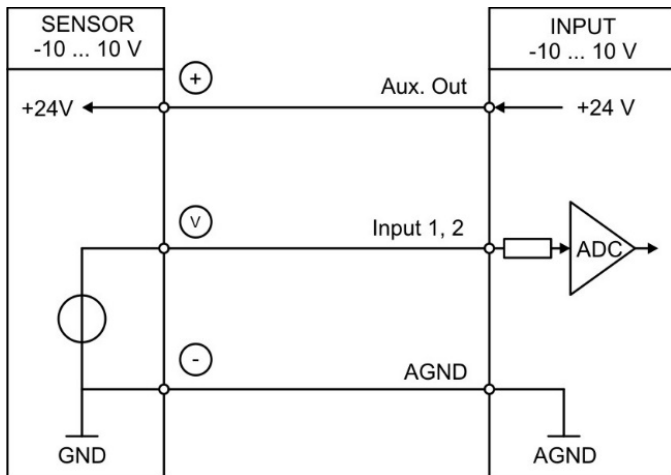 SENSOR
-10 ... 10 V
INPUT
-10 ... 10 V
+
Aux. Out
+24V
+24 V
V
Input 1, 2
ADC
-
AGND
GND
AGND